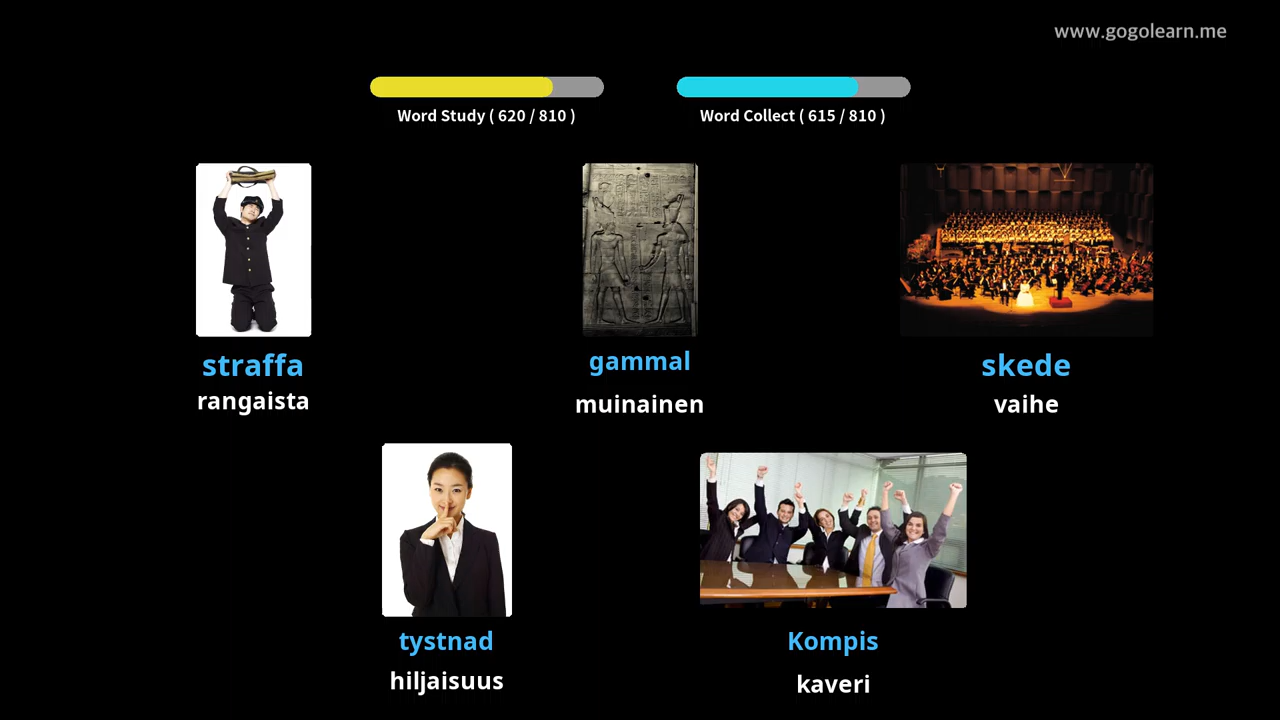 www.gogolearn.me
Word Study ( 620 / 810 )
Word Collect ( 615 / 810 )
straffa
rangaista
gammal
muinainen
skede
vaihe
tystnad
hiljaisuus
Kompis
kaveri